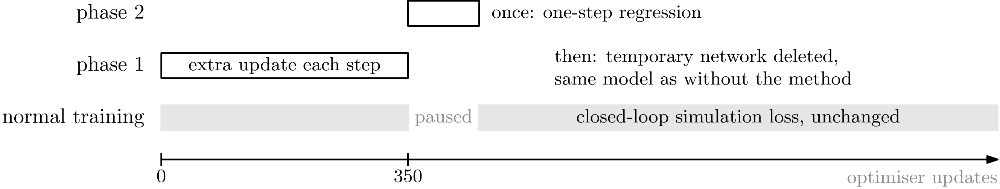 phase 2
once: one-step regression
phase 1
extra update each step
then: temporary network deleted,
same model as without the method
normal training
paused
closed-loop simulation loss, unchanged
0
350
optimiser updates